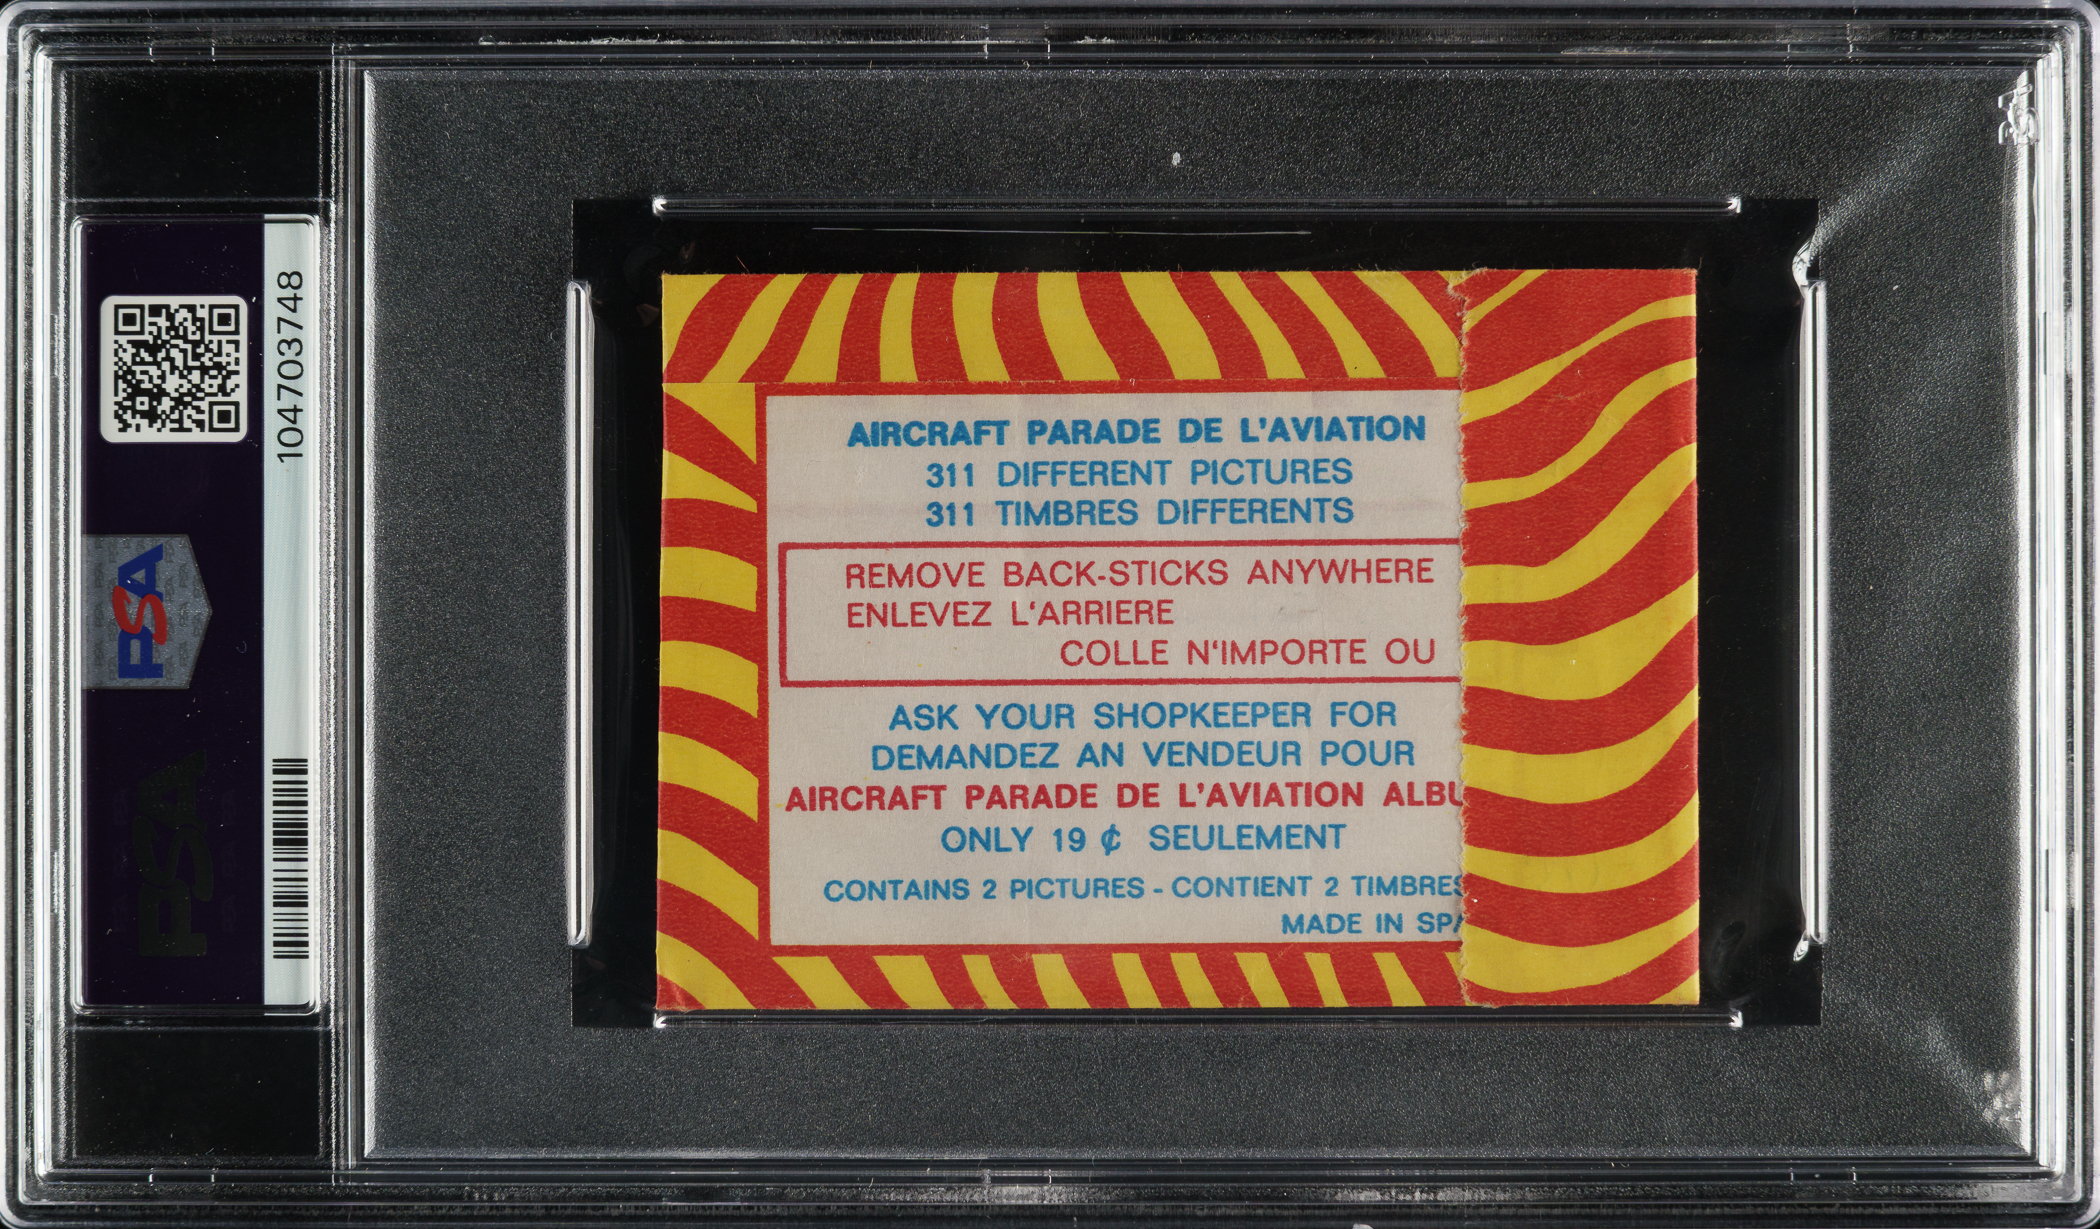 AIRCRAFT PARADE DE L'AVIATION
311 DIFFERENT PICTURES
311 TIMBRES DIFFERENTS
REMOVE BACK-STICKS ANYWHERE
ENLEVEZ L'ARRIERE
COLLE N'IMPORTE OU
ASK YOUR SHOPKEEPER FOR
DEMANDEZ AN VENDEUR POUR
AIRCRAFT PARADE DE L'AVIATION ALBU
ONLY 19 ¢ SEULEMENT
CONTAINS 2 PICTURES - CONTIENT 2 TIMBRES
MADE IN SPA
104703748
PSA
PSA